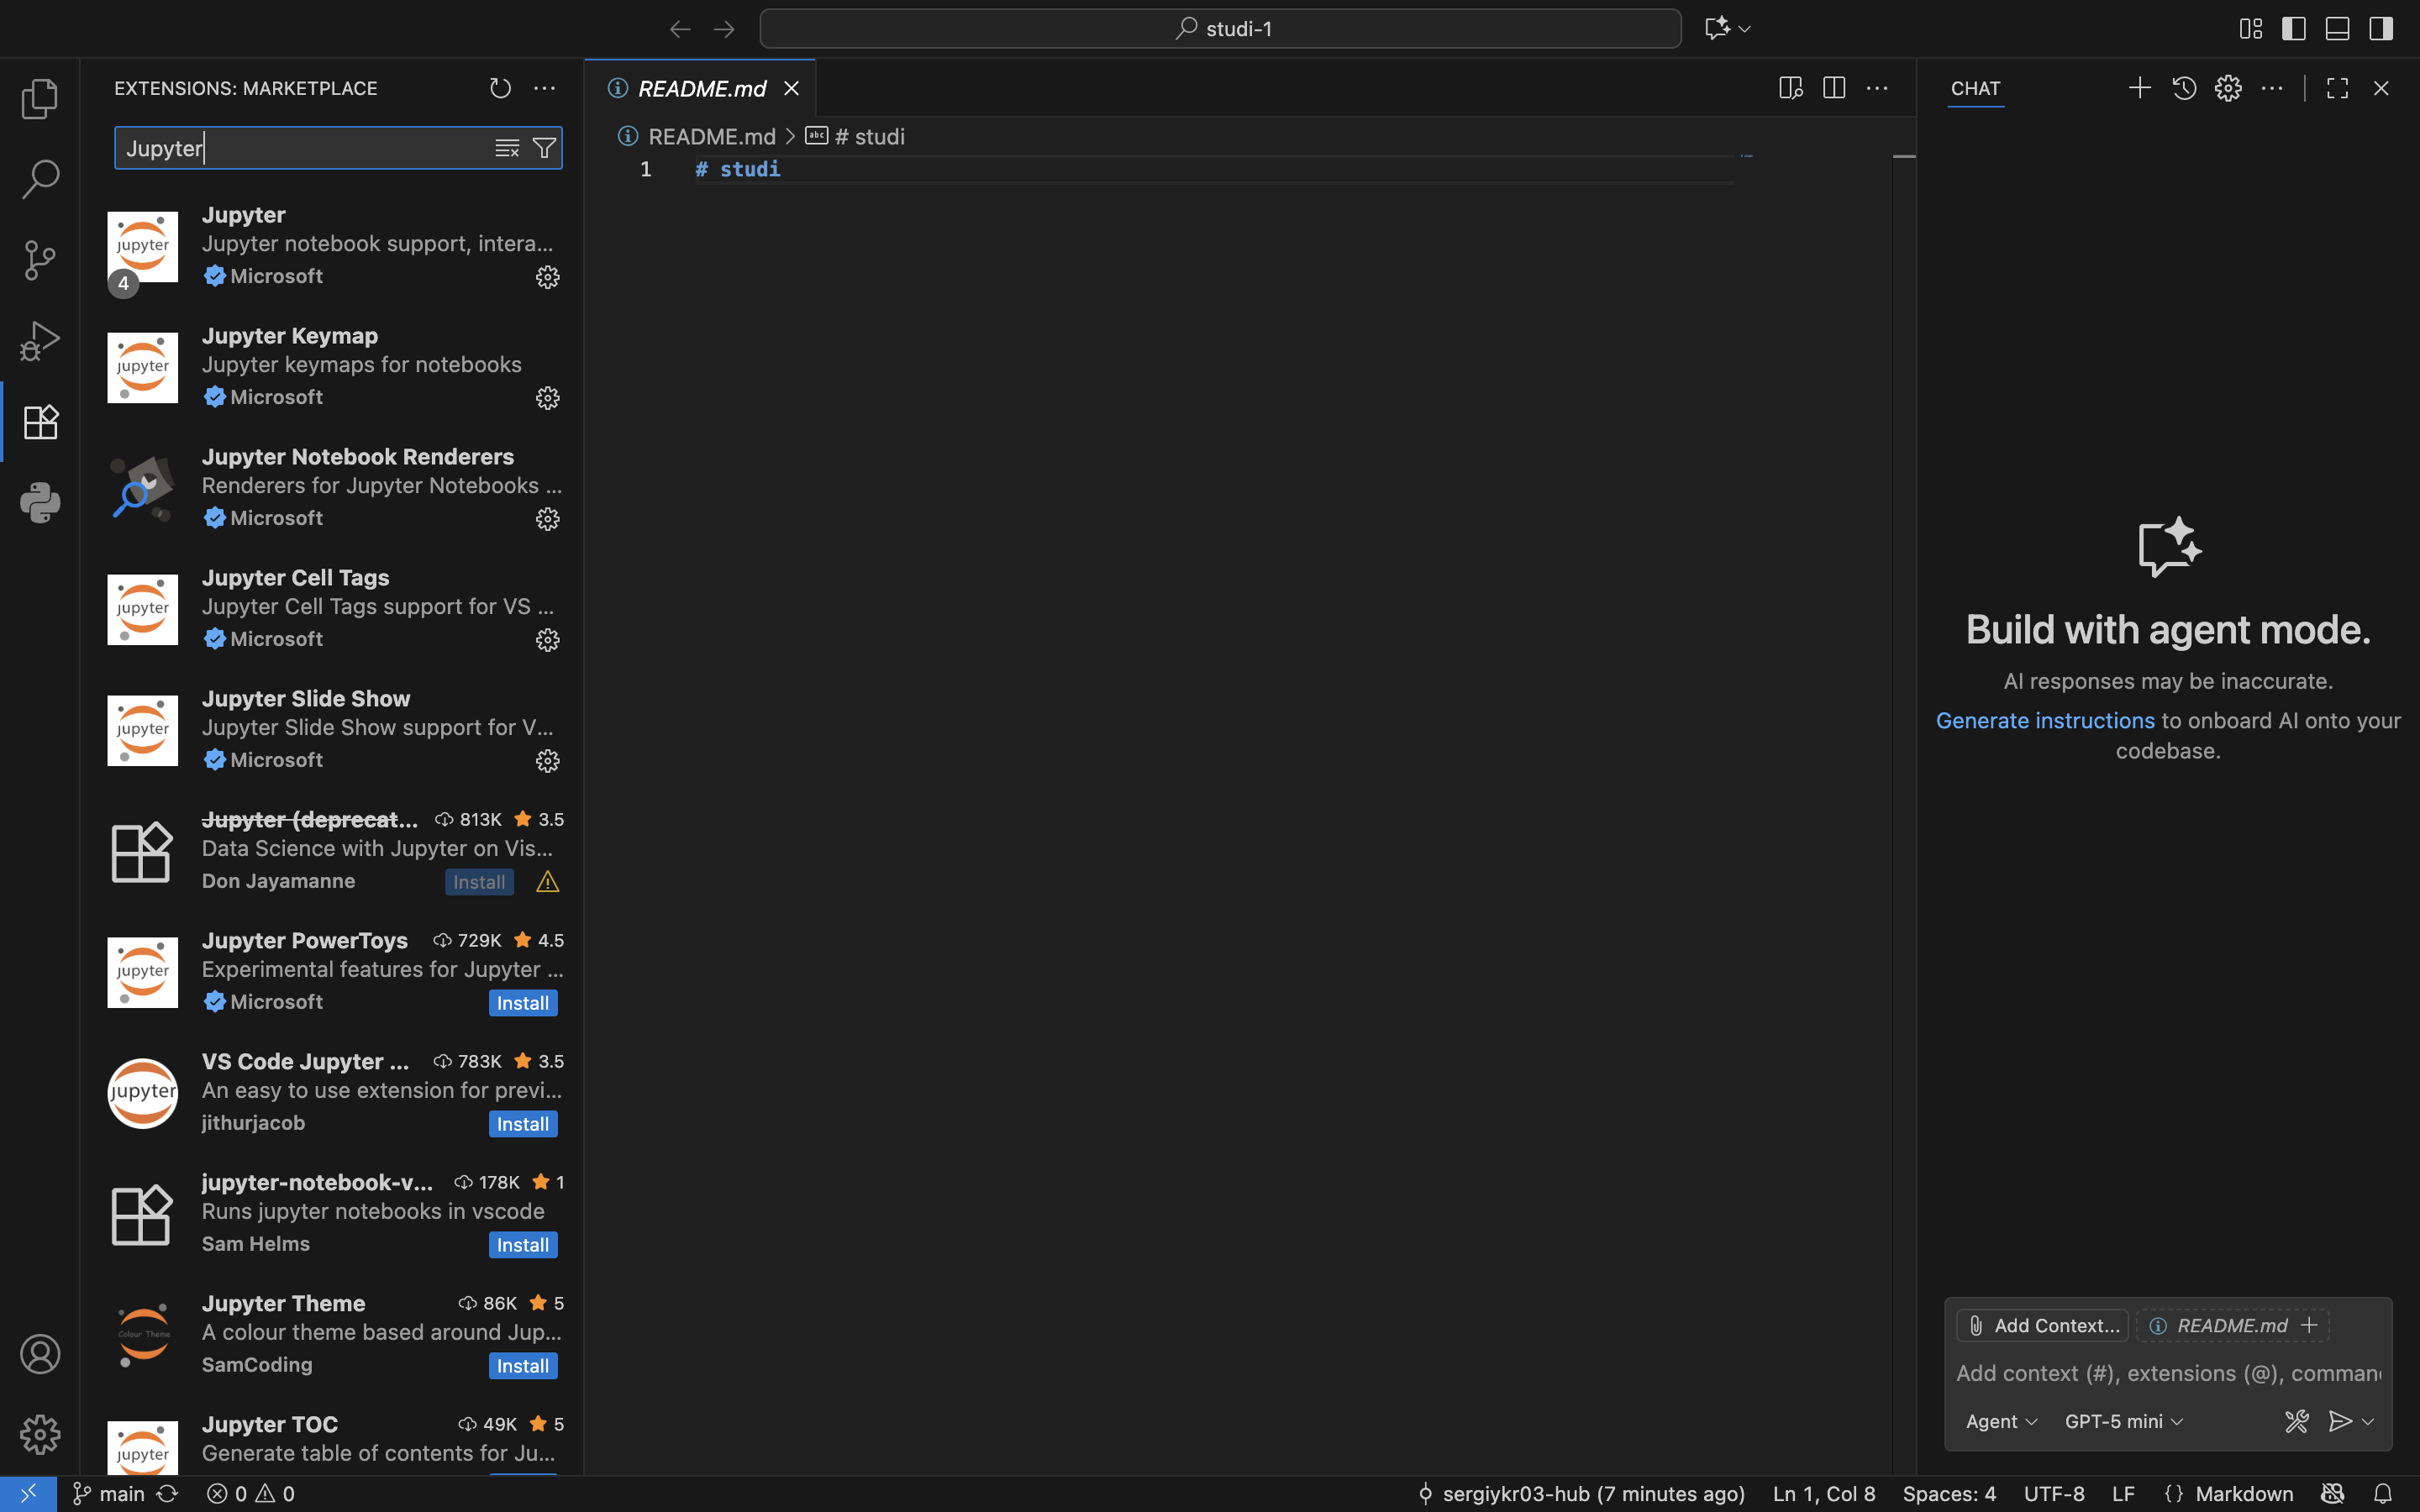 studi-1
EXTENSIONS: MARKETPLACE
Jupyter
Jupyter
Jupyter notebook support, intera...
Microsoft
4
Jupyter Keymap
Jupyter keymaps for notebooks
Microsoft
Jupyter Notebook Renderers
Renderers for Jupyter Notebooks ...
Microsoft
Jupyter Cell Tags
Jupyter Cell Tags support for VS ...
Microsoft
Jupyter Slide Show
Jupyter Slide Show support for V...
Microsoft
Jupyter (deprecat... 813K 3.5
Data Science with Jupyter on Vis...
Don Jayamanne Install
Jupyter PowerToys 729K 4.5
Experimental features for Jupyter ...
Microsoft Install
VS Code Jupyter ... 783K 3.5
An easy to use extension for previ...
jithurjacob Install
jupyter-notebook-v... 178K 1
Runs jupyter notebooks in vscode
Sam Helms Install
Jupyter Theme 86K 5
A colour theme based around Jup...
SamCoding Install
Jupyter TOC 49K 5
Generate table of contents for Ju...
jupyter
jupyter
jupyter
jupyter
jupyter
jupyter
Colour Theme
jupyter
README.md
README.md > abc # studi
1 # studi
CHAT
Build with agent mode.
AI responses may be inaccurate.
Generate instructions to onboard AI onto your
codebase.
Add Context... README.md
Add context (#), extensions (@), comman
Agent GPT-5 mini
main 0 0 sergiykr03-hub (7 minutes ago) Ln 1, Col 8 Spaces: 4 UTF-8 LF {} Markdown